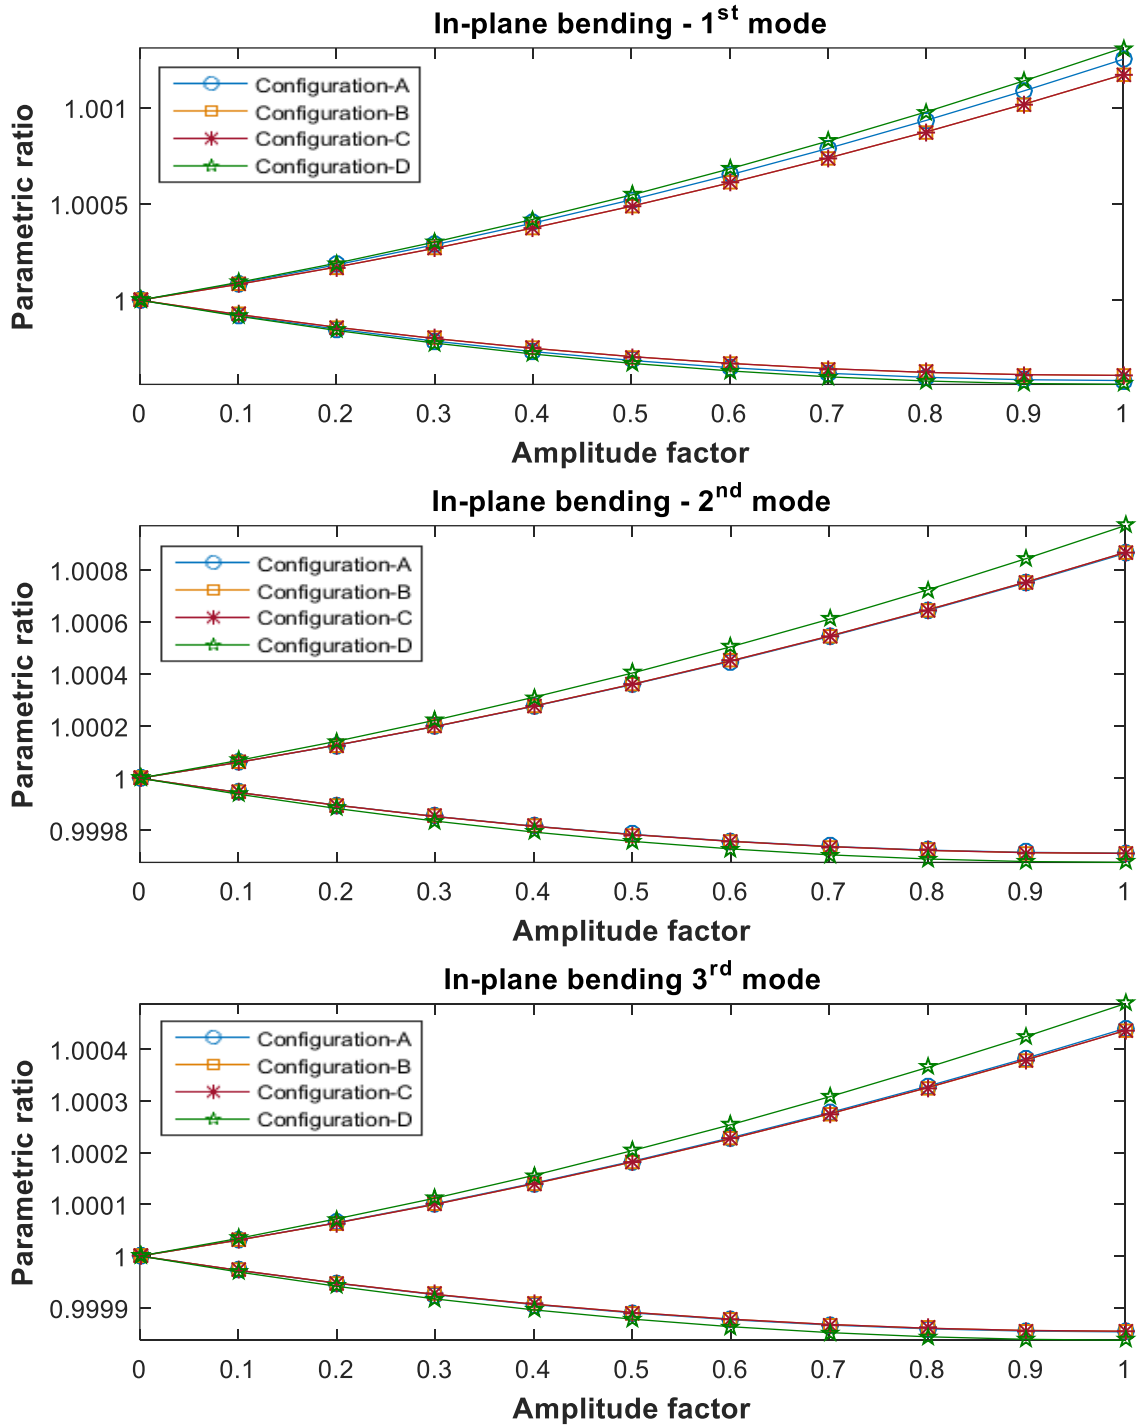 In-plane bending - 1st mode
Configuration-A
Configuration-B
Configuration-C
Configuration-D
1.001
1.0005
1
Parametric ratio
0 0.1 0.2 0.3 0.4 0.5 0.6 0.7 0.8 0.9 1
Amplitude factor
In-plane bending - 2nd mode
Configuration-A
Configuration-B
Configuration-C
Configuration-D
1.0008
1.0006
1.0004
1.0002
1
0.9998
Parametric ratio
0 0.1 0.2 0.3 0.4 0.5 0.6 0.7 0.8 0.9 1
Amplitude factor
In-plane bending 3rd mode
Configuration-A
Configuration-B
Configuration-C
Configuration-D
1.0004
1.0003
1.0002
1.0001
1
0.9999
Parametric ratio
0 0.1 0.2 0.3 0.4 0.5 0.6 0.7 0.8 0.9 1
Amplitude factor